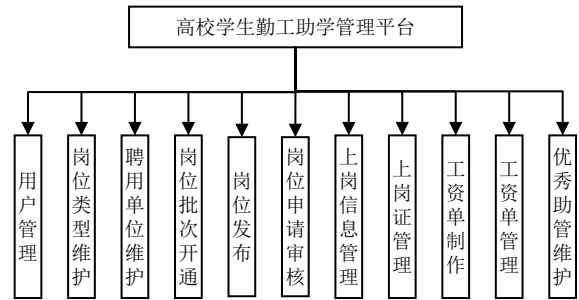 高校学生勤工助学管理平台
用户管理
岗位类型维护
聘用单位维护
岗位批次开通
岗位发布
岗位申请审核
上岗信息管理
上岗证管理
工资单制作
工资单管理
优秀助管维护